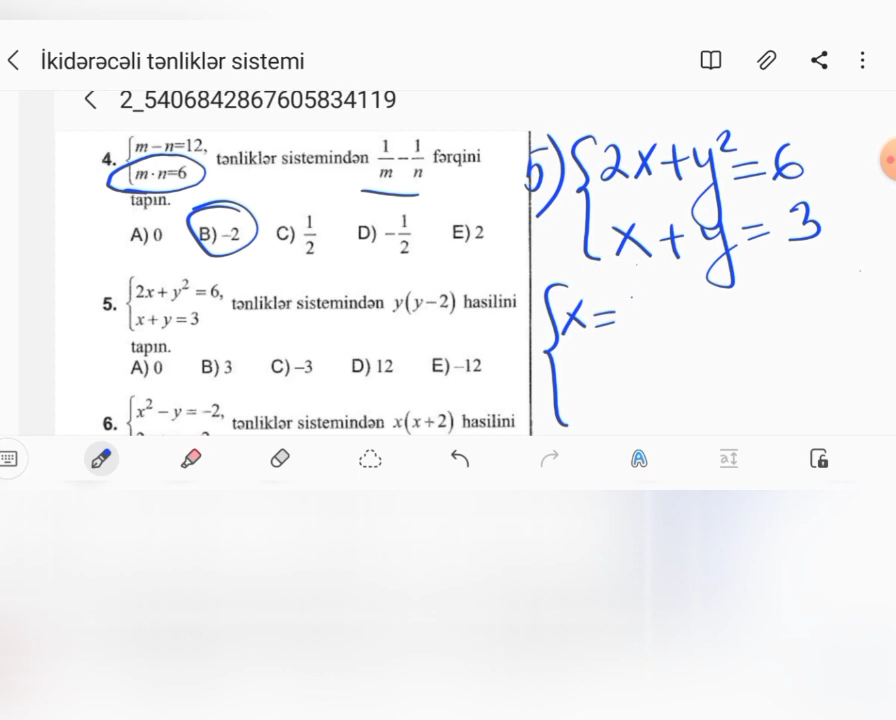 İkidərəcəli tənliklər sistemi
2_5406842867605834119
4. {m−n=12, m·n=6 tənliklər sistemindən 1/m − 1/n fərqini
tapın.
A) 0 B) −2 C) 1/2 D) −1/2 E) 2
5. {2x+y²=6, x+y=3 tənliklər sistemindən y(y−2) hasilini
tapın.
A) 0 B) 3 C) −3 D) 12 E) −12
6. {x²−y=−2, tənliklər sistemindən x(x+2) hasilini
5) {2x+y²=6
x+y=3
{x=